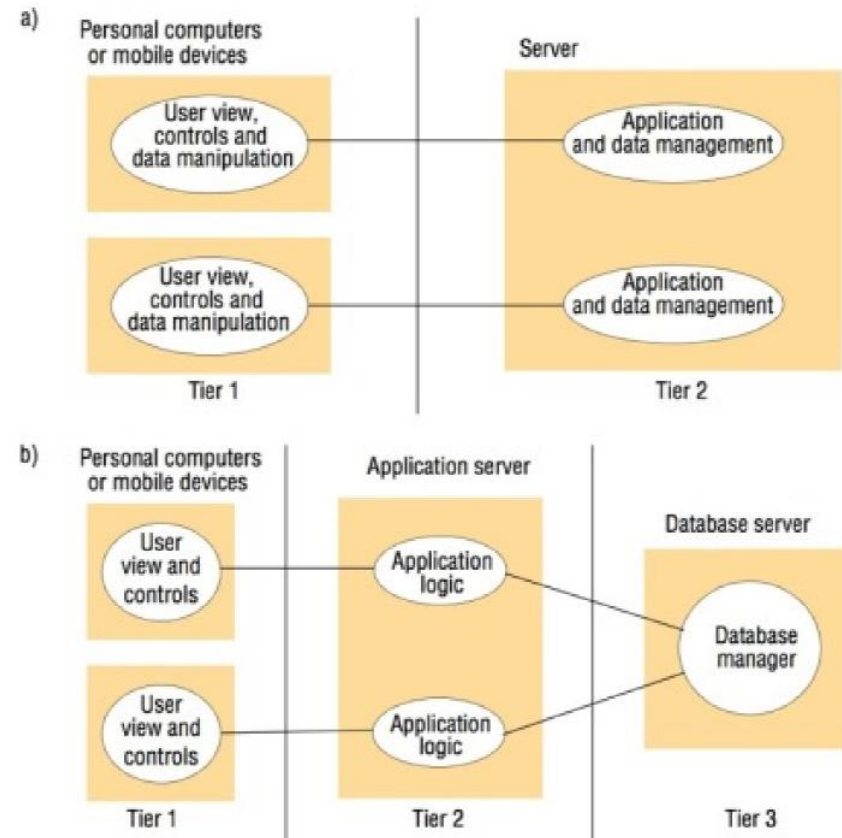 a)
Personal computers
or mobile devices
Server
User view,
controls and
data manipulation
Application
and data management
User view,
controls and
data manipulation
Application
and data management
Tier 1
Tier 2
b)
Personal computers
or mobile devices
Application server
Database server
User
view and
controls
Application
logic
Database
manager
User
view and
controls
Application
logic
Tier 1
Tier 2
Tier 3